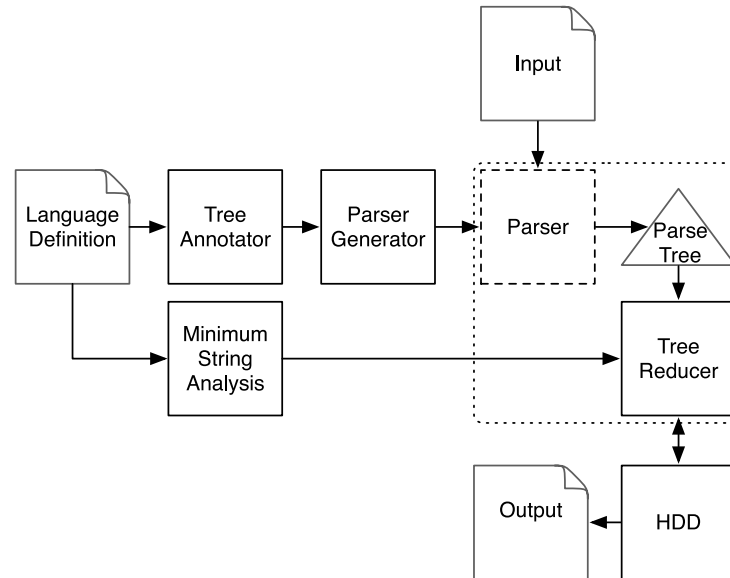 Input
Language
Definition
Tree
Annotator
Parser
Generator
Parser
Parse
Tree
Minimum
String
Analysis
Tree
Reducer
Output
HDD